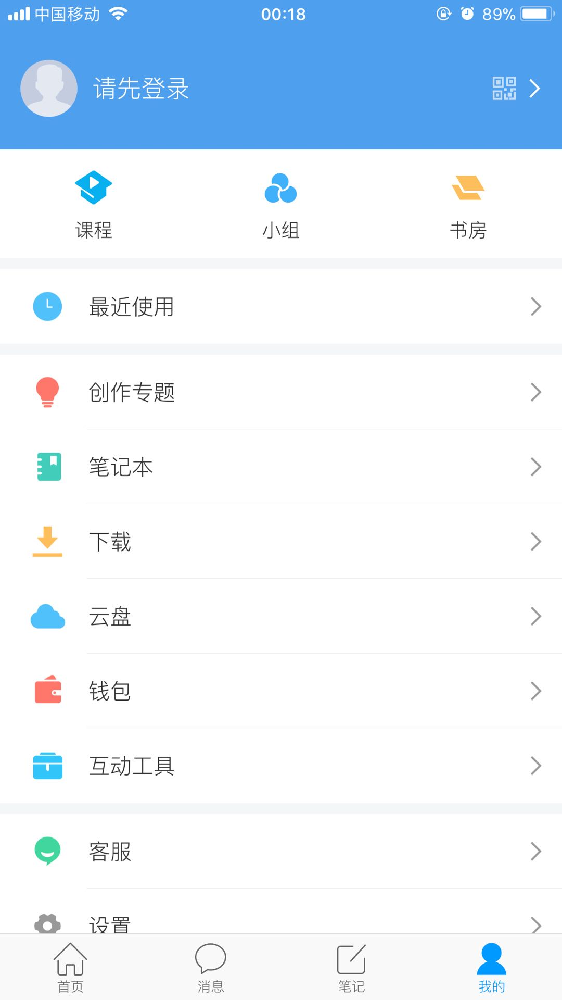 中国移动 00:18 89%
请先登录
课程 小组 书房
最近使用
创作专题
笔记本
下载
云盘
钱包
互动工具
客服
设置
首页 消息 笔记 我的